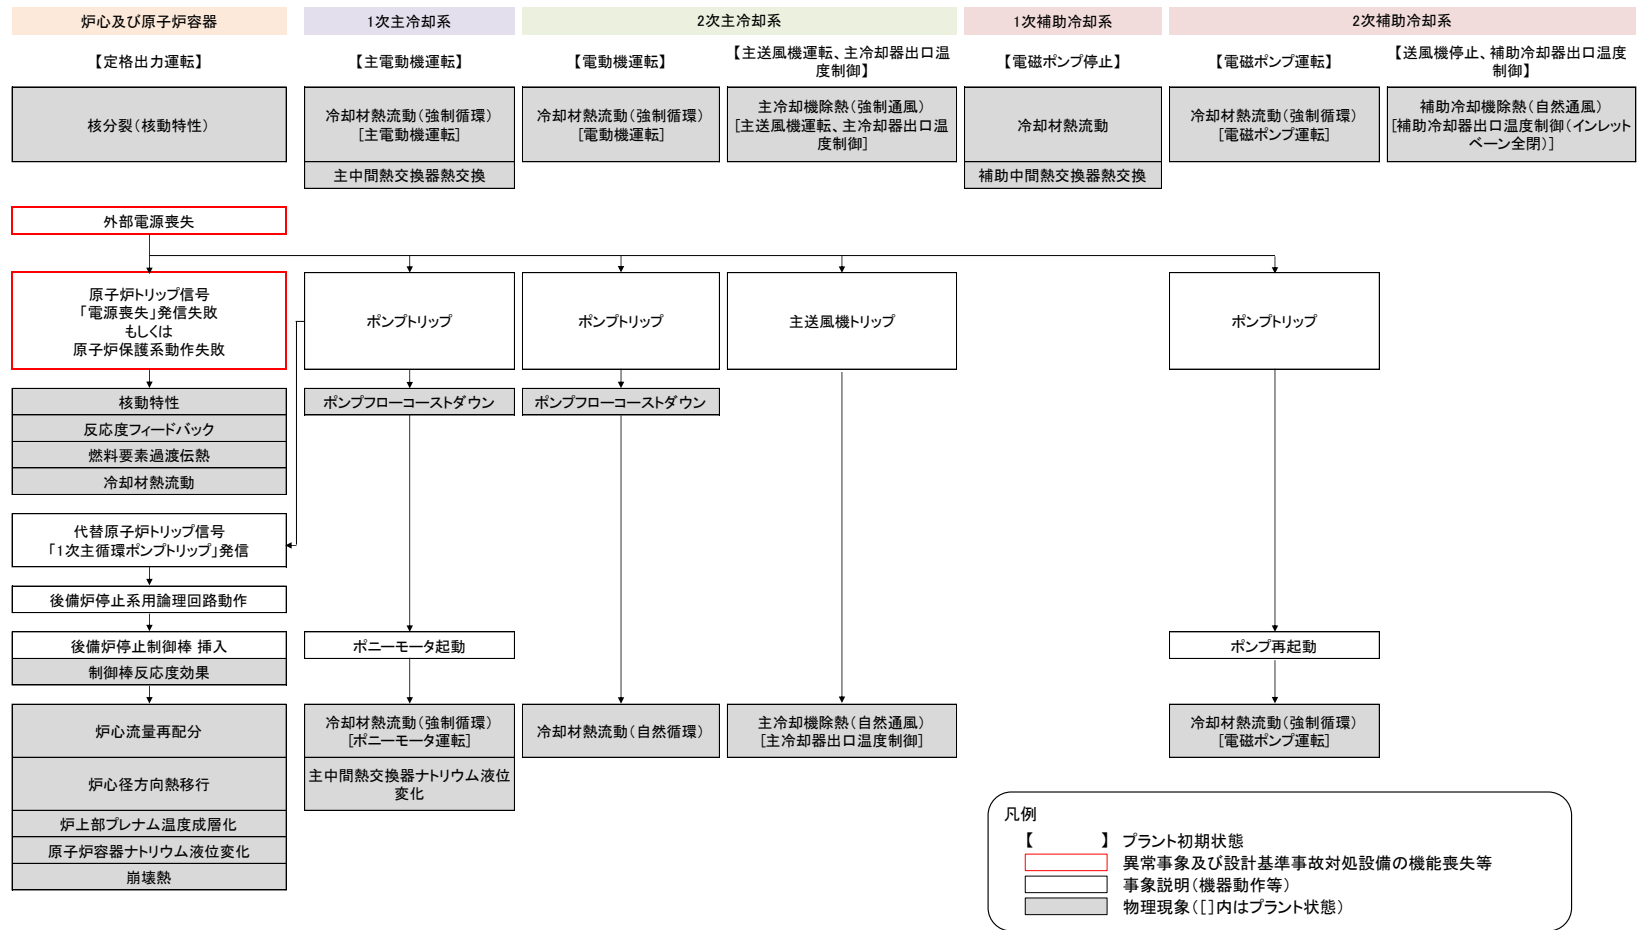 炉心及び原子炉容器
1次主冷却系
2次主冷却系
1次補助冷却系
2次補助冷却系
【定格出力運転】
【主電動機運転】
【電動機運転】
【主送風機運転、主冷却器出口温
度制御】
【電磁ポンプ停止】
【電磁ポンプ運転】
【送風機停止、補助冷却器出口温度
制御】
核分裂(核動特性)
冷却材熱流動(強制循環)
[主電動機運転]
冷却材熱流動(強制循環)
[電動機運転]
主冷却機除熱(強制通風)
[主送風機運転、主冷却器出口温
度制御]
冷却材熱流動
冷却材熱流動(強制循環)
[電磁ポンプ運転]
補助冷却機除熱(自然通風)
[補助冷却器出口温度制御(インレット
ベーン全閉)]
主中間熱交換器熱交換
補助中間熱交換器熱交換
外部電源喪失
原子炉トリップ信号
「電源喪失」発信失敗
もしくは
原子炉保護系動作失敗
ポンプトリップ
ポンプトリップ
主送風機トリップ
ポンプトリップ
核動特性
ポンプフローコーストダウン
ポンプフローコーストダウン
反応度フィードバック
燃料要素過渡伝熱
冷却材熱流動
代替原子炉トリップ信号
「1次主循環ポンプトリップ」発信
後備炉停止系用論理回路動作
後備炉停止制御棒 挿入
ポニーモータ起動
ポンプ再起動
制御棒反応度効果
炉心流量再配分
冷却材熱流動(強制循環)
[ポニーモータ運転]
冷却材熱流動(自然循環)
主冷却機除熱(自然通風)
[主冷却器出口温度制御]
冷却材熱流動(強制循環)
[電磁ポンプ運転]
炉心径方向熱移行
主中間熱交換器ナトリウム液位
変化
炉上部プレナム温度成層化
原子炉容器ナトリウム液位変化
崩壊熱
凡例
【 】 プラント初期状態
異常事象及び設計基準事故対処設備の機能喪失等
事象説明(機器動作等)
物理現象([]内はプラント状態)